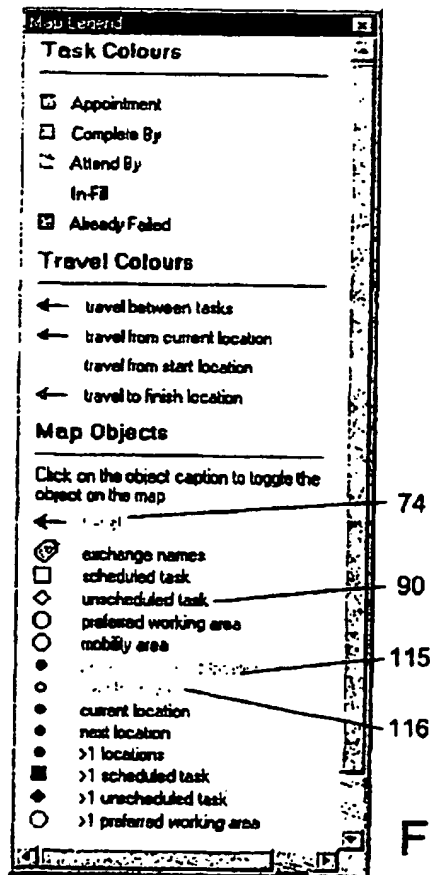 Map Legend
Task Colours
Appointment
Complete By
Attend By
In-Fill
Already Failed
Travel Colours
travel between tasks
travel from current location
travel from start location
travel to finish location
Map Objects
Click on the object caption to toggle the
object on the map
74
exchange names
scheduled task
unscheduled task
90
preferred working area
mobility area
115
116
current location
next location
>1 locations
>1 scheduled task
>1 unscheduled task
>1 preferred working area
F